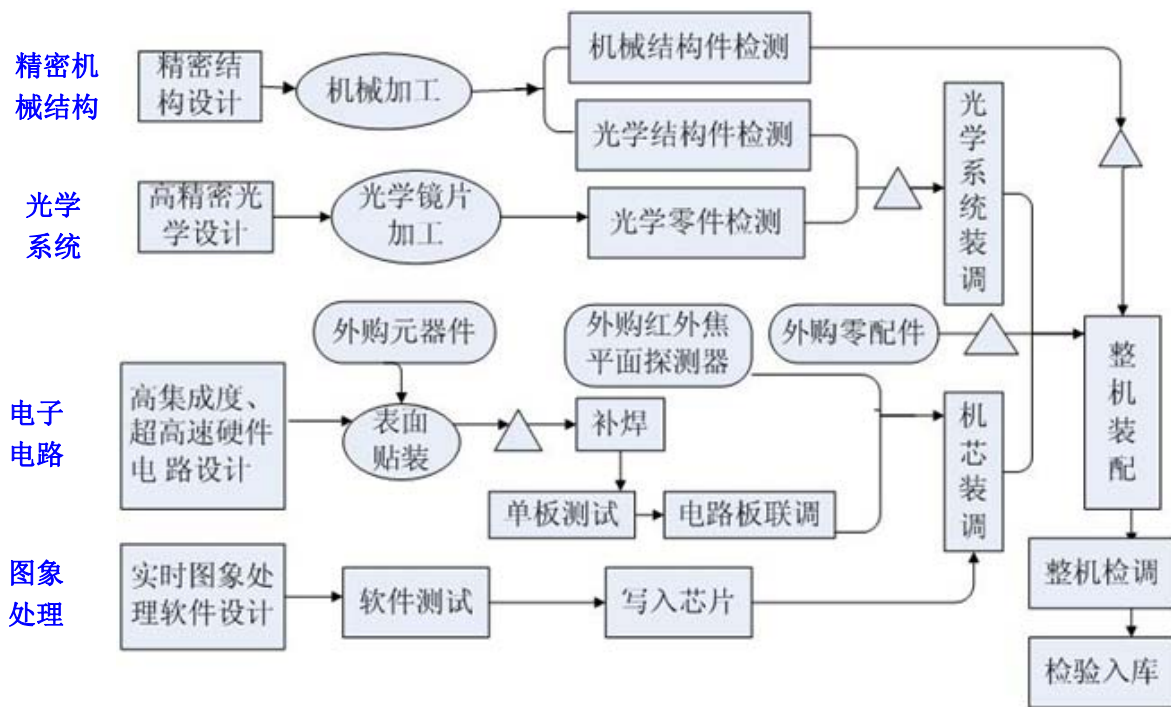 精密机
械结构
精密结
构设计
机械加工
机械结构件检测
光学结构件检测
光学
系统
高精密光
学设计
光学镜片
加工
光学零件检测
光
学
系
统
装
调
外购元器件
外购红外焦
平面探测器
外购零配件
电子
电路
高集成度、
超高速硬件
电 路设计
表面
贴装
补焊
单板测试
电路板联调
机
芯
装
调
整
机
装
配
图象
处理
实时图象处
理软件设计
软件测试
写入芯片
整机检调
检验入库